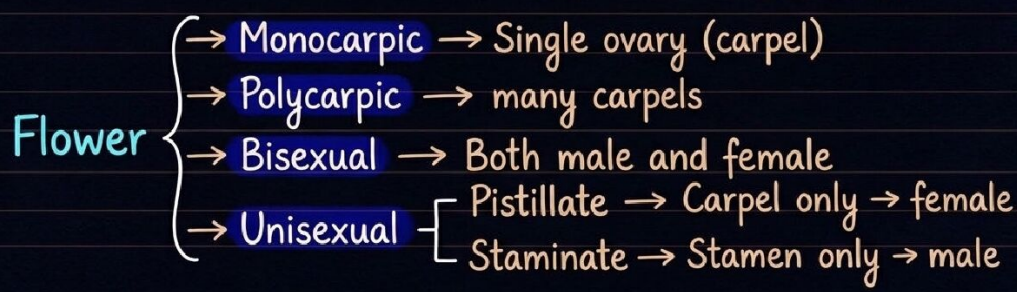 Flower
→ Monocarpic → Single ovary (carpel)
→ Polycarpic → many carpels
→ Bisexual → Both male and female
→ Unisexual
Pistillate → Carpel only → female
Staminate → Stamen only → male